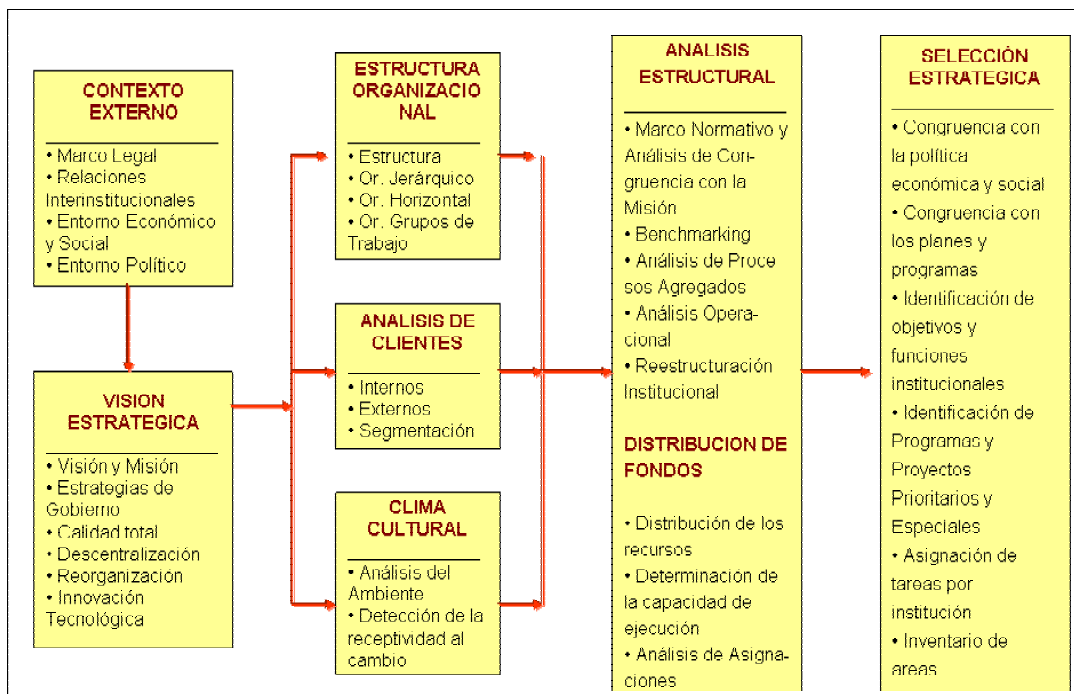 CONTEXTO
EXTERNO
• Marco Legal
• Relaciones
Interinstitucionales
• Entorno Económico
y Social
• Entorno Político
VISION
ESTRATEGICA
• Visión y Misión
• Estrategias de
Gobierno
• Calidad total
• Descentralización
• Reorganización
• Innovación
Tecnológica
ESTRUCTURA
ORGANIZACIO
NAL
• Estructura
• Or. Jerárquico
• Or. Horizontal
• Or. Grupos de
Trabajo
ANALISIS DE
CLIENTES
• Internos
• Externos
• Segmentación
CLIMA
CULTURAL
• Análisis del
Ambiente
• Detección de la
receptividad al
cambio
ANALISIS
ESTRUCTURAL
• Marco Normativo y
Análisis de Con-
gruencia con la
Misión
• Benchmarking
• Análisis de Proce
sos Agregados
• Análisis Opera-
cional
• Reestructuración
Institucional
DISTRIBUCION DE
FONDOS
• Distribución de los
recursos
• Determinación de
la capacidad de
ejecución
• Análisis de Asigna-
ciones
SELECCIÓN
ESTRATEGICA
• Congruencia con
la política
económica y social
• Congruencia con
los planes y
programas
• Identificación de
objetivos y
funciones
institucionales
• Identificación de
Programas y
Proyectos
Prioritarios y
Especiales
• Asignación de
tareas por
institución
• Inventario de
areas